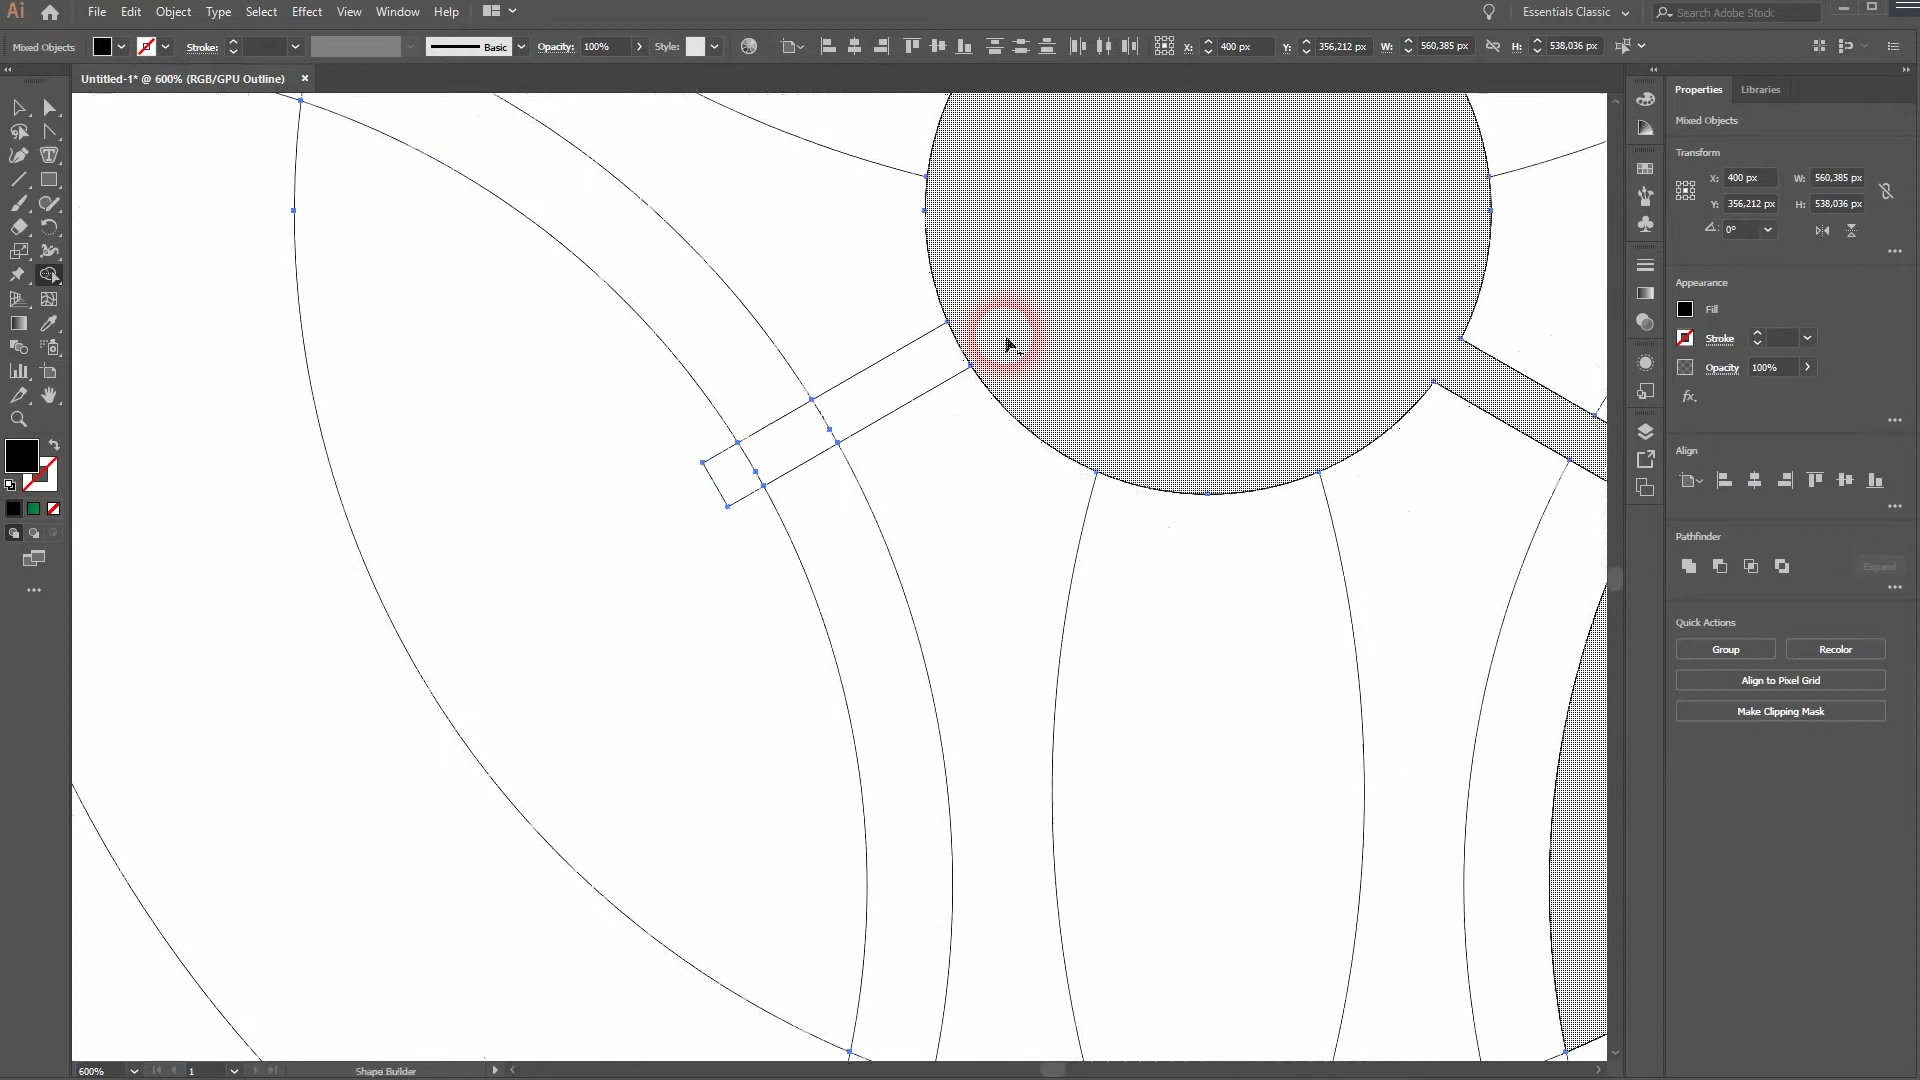 Ai File Edit Object Type Select Effect View Window Help Essentials Classic Search Adobe Stock
Mixed Objects Stroke: Basic Opacity: 100% Style: X: 400 px Y: 356,212 px W: 560,385 px H: 538,036 px
Untitled-1* @ 600% (RGB/GPU Outline) ×
Properties Libraries
Mixed Objects
Transform
X: 400 px W: 560,385 px
Y: 356,212 px H: 538,036 px
0°
Appearance
Fill
Stroke
Opacity 100%
fx.
Align
Pathfinder
Expand
Quick Actions
Group Recolor
Align to Pixel Grid
Make Clipping Mask
600% 1 Shape Builder